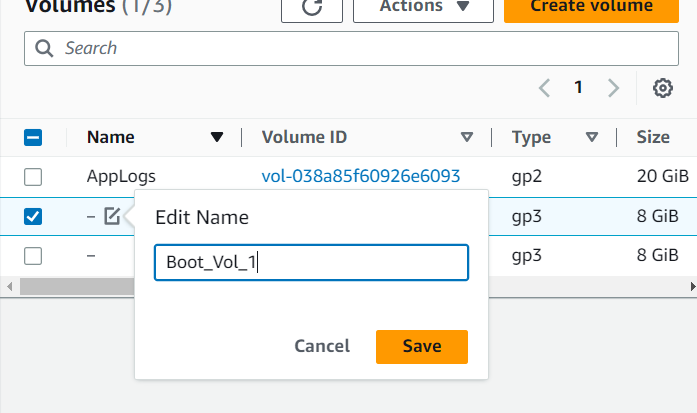 Volumes (1/3)
Actions
Create volume
Search
1
Name
Volume ID
Type
Size
AppLogs
vol-038a85f60926e6093
gp2
20 GiB
–
gp3
8 GiB
–
gp3
8 GiB
Edit Name
Boot_Vol_1
Cancel
Save